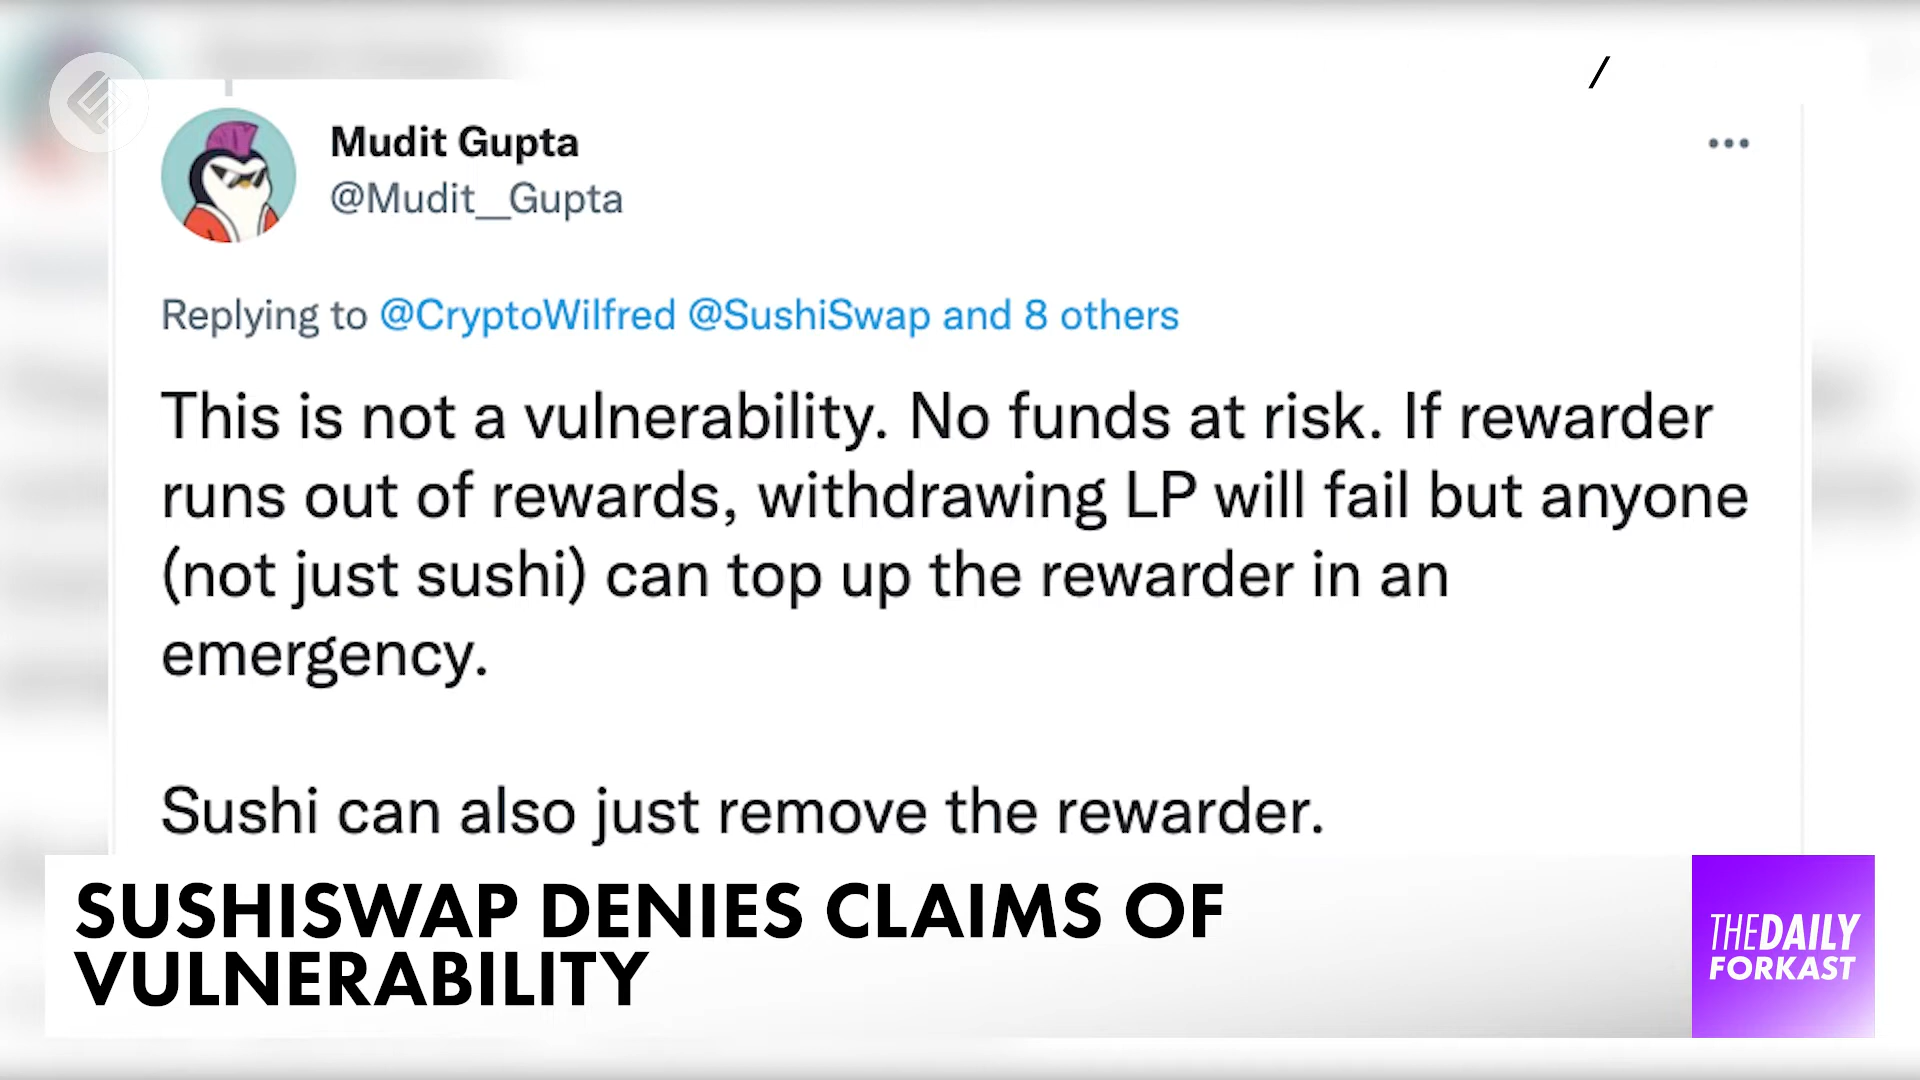 /
Mudit Gupta
@Mudit__Gupta
Replying to @CryptoWilfred @SushiSwap and 8 others
This is not a vulnerability. No funds at risk. If rewarder
runs out of rewards, withdrawing LP will fail but anyone
(not just sushi) can top up the rewarder in an
emergency.
Sushi can also just remove the rewarder.
SUSHISWAP DENIES CLAIMS OF
VULNERABILITY
THEDAILY
FORKAST